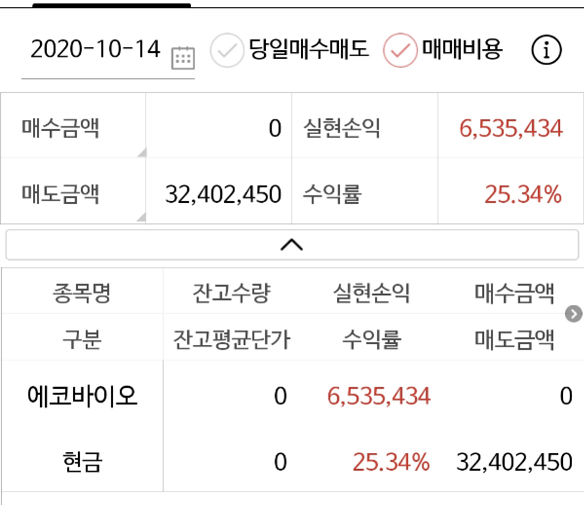 2020-10-14 당일매수매도 매매비용
매수금액 0 실현손익 6,535,434
매도금액 32,402,450 수익률 25.34%
종목명 잔고수량 실현손익 매수금액
구분 잔고평균단가 수익률 매도금액
에코바이오 0 6,535,434 0
현금 0 25.34% 32,402,450